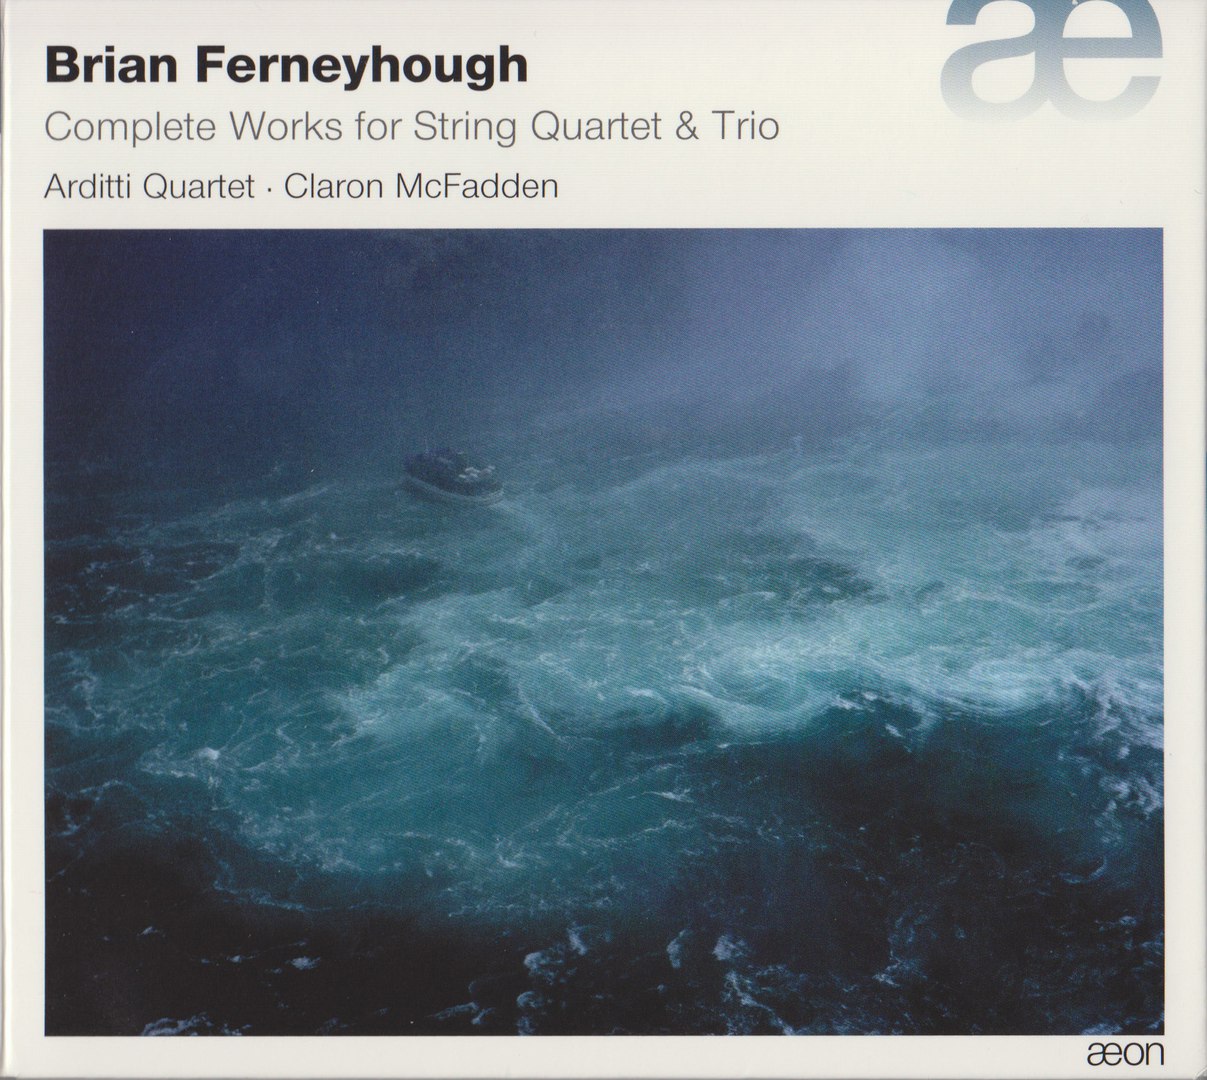 æ
Brian Ferneyhough
Complete Works for String Quartet & Trio
Arditti Quartet · Claron McFadden
æon